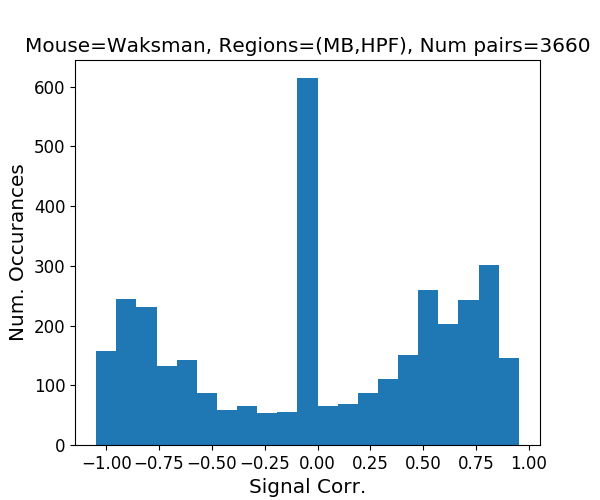 Mouse=Waksman, Regions=(MB,HPF), Num pairs=3660
600
500
400
300
200
100
0
Num. Occurances
−1.00 −0.75 −0.50 −0.25 0.00 0.25 0.50 0.75 1.00
Signal Corr.